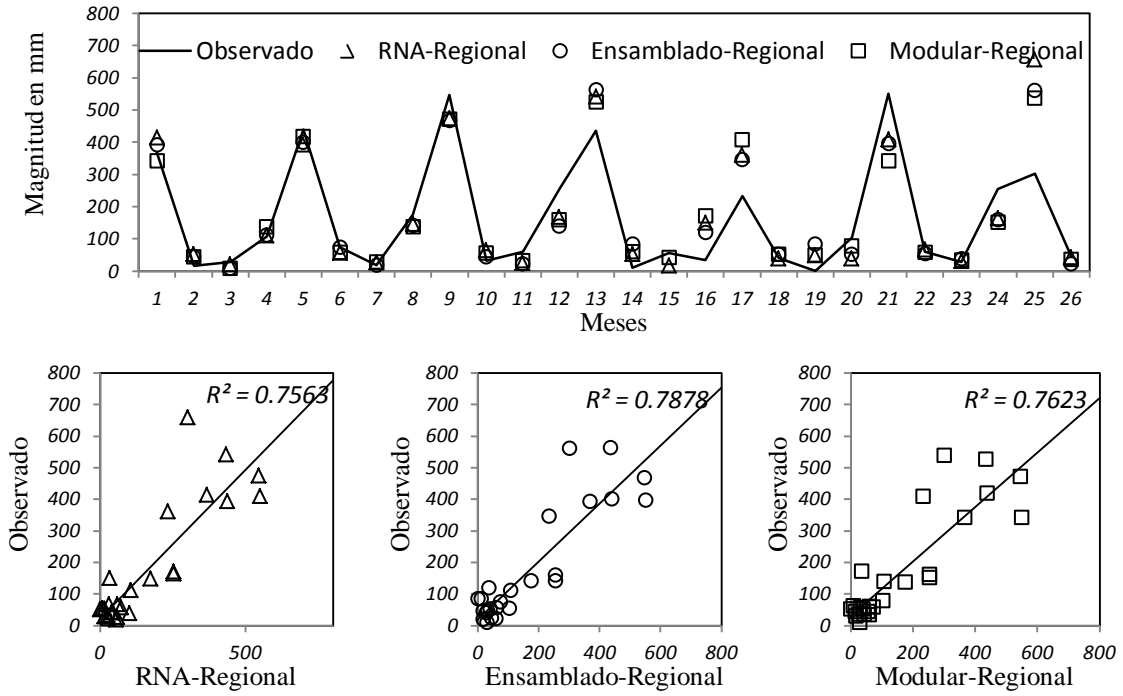 800
700
600
500
400
300
200
100
0
Magnitud en mm
Observado RNA-Regional Ensamblado-Regional Modular-Regional
1 2 3 4 5 6 7 8 9 10 11 12 13 14 15 16 17 18 19 20 21 22 23 24 25 26
Meses
800
700
600
500
400
300
200
100
0
Observado
R² = 0.7563
0 500
RNA-Regional
800
700
600
500
400
300
200
100
0
Observado
R² = 0.7878
0 200 400 600 800
Ensamblado-Regional
800
700
600
500
400
300
200
100
0
Observado
R² = 0.7623
0 200 400 600 800
Modular-Regional